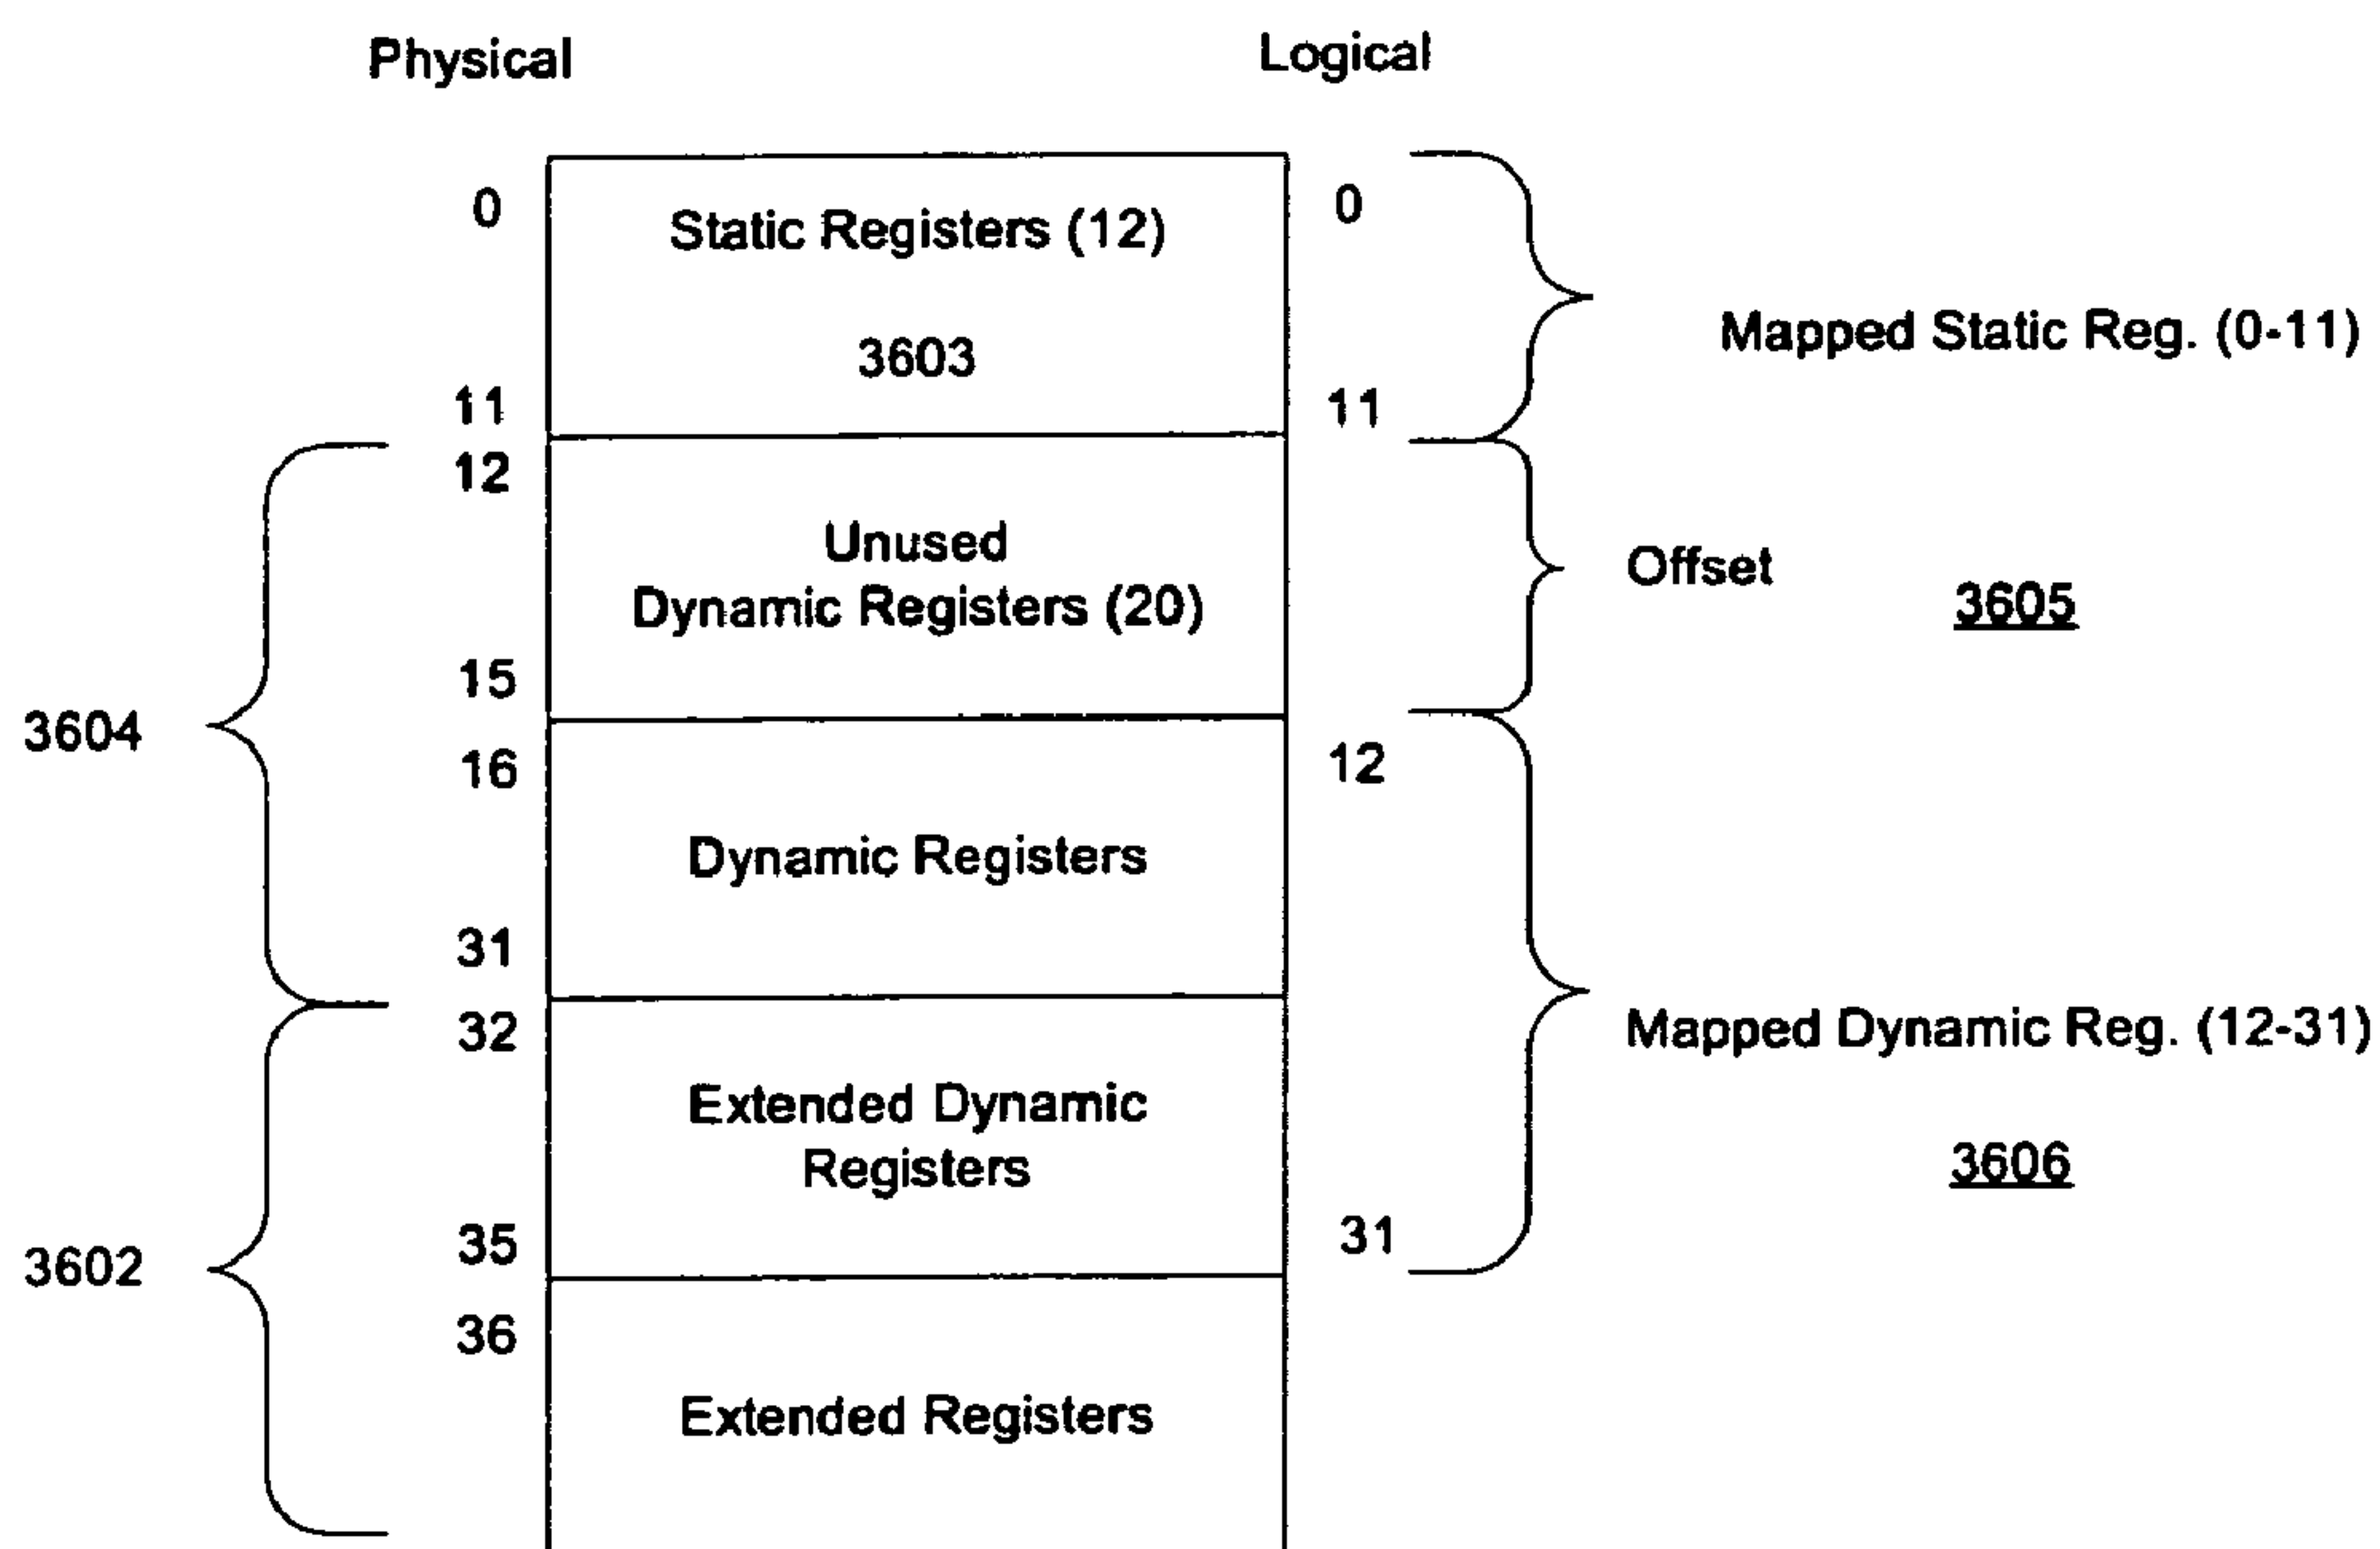 Physical
Logical
0
Static Registers (12)
0
3603
Mapped Static Reg. (0-11)
11
11
12
Unused
Dynamic Registers (20)
Offset
3605
15
3604
16
12
Dynamic Registers
31
32
Mapped Dynamic Reg. (12-31)
Extended Dynamic
Registers
3606
35
31
3602
36
Extended Registers